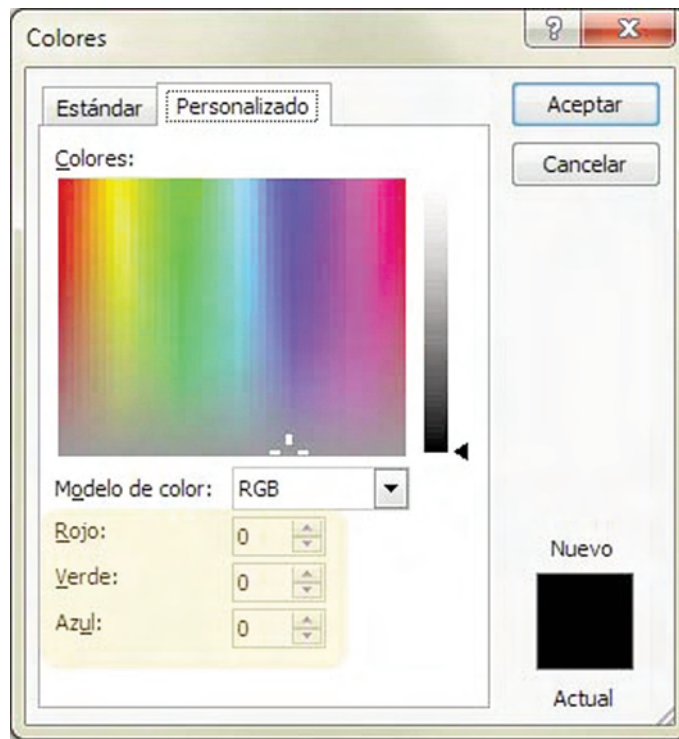 Colores
Estándar Personalizado
Aceptar
Cancelar
Colores:
Modelo de color: RGB
Rojo: 0
Verde: 0
Azul: 0
Nuevo
Actual